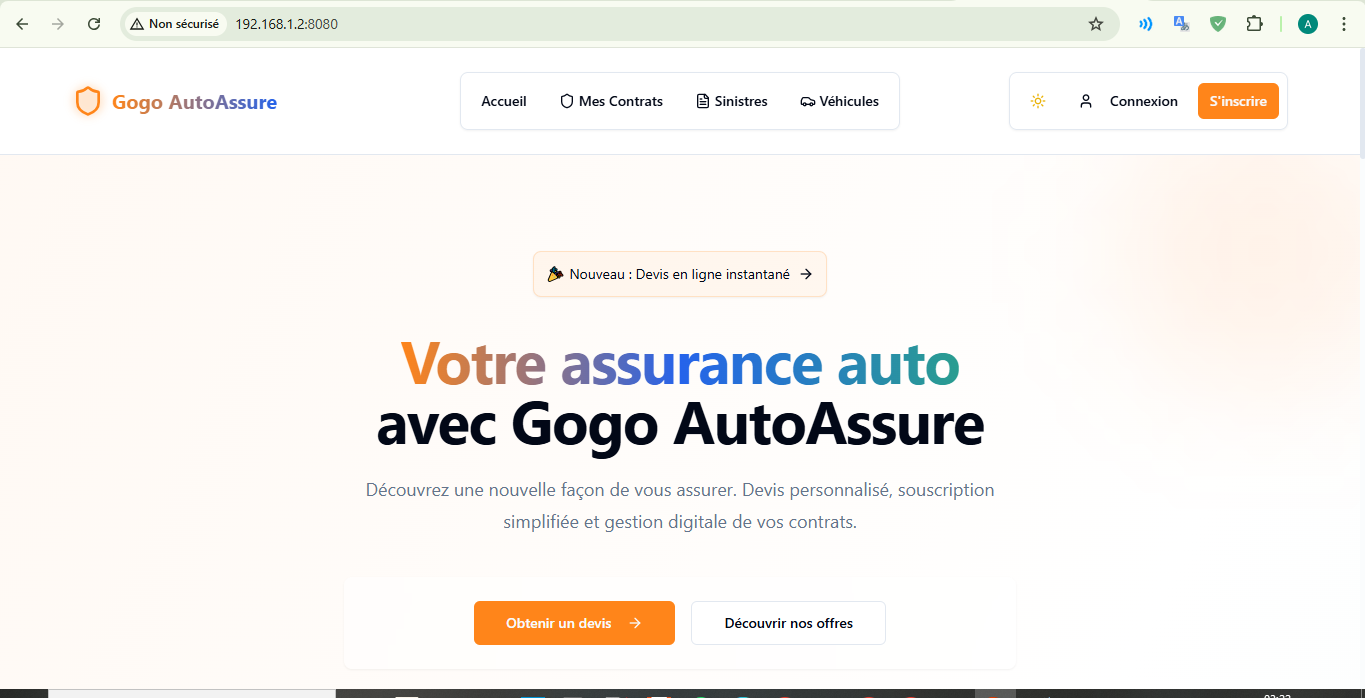 Non sécurisé
192.168.1.2:8080
A
Gogo AutoAssure
Accueil
Mes Contrats
Sinistres
Véhicules
Connexion
S'inscrire
Nouveau : Devis en ligne instantané
Votre assurance auto
avec Gogo AutoAssure
Découvrez une nouvelle façon de vous assurer. Devis personnalisé, souscription
simplifiée et gestion digitale de vos contrats.
Obtenir un devis
Découvrir nos offres